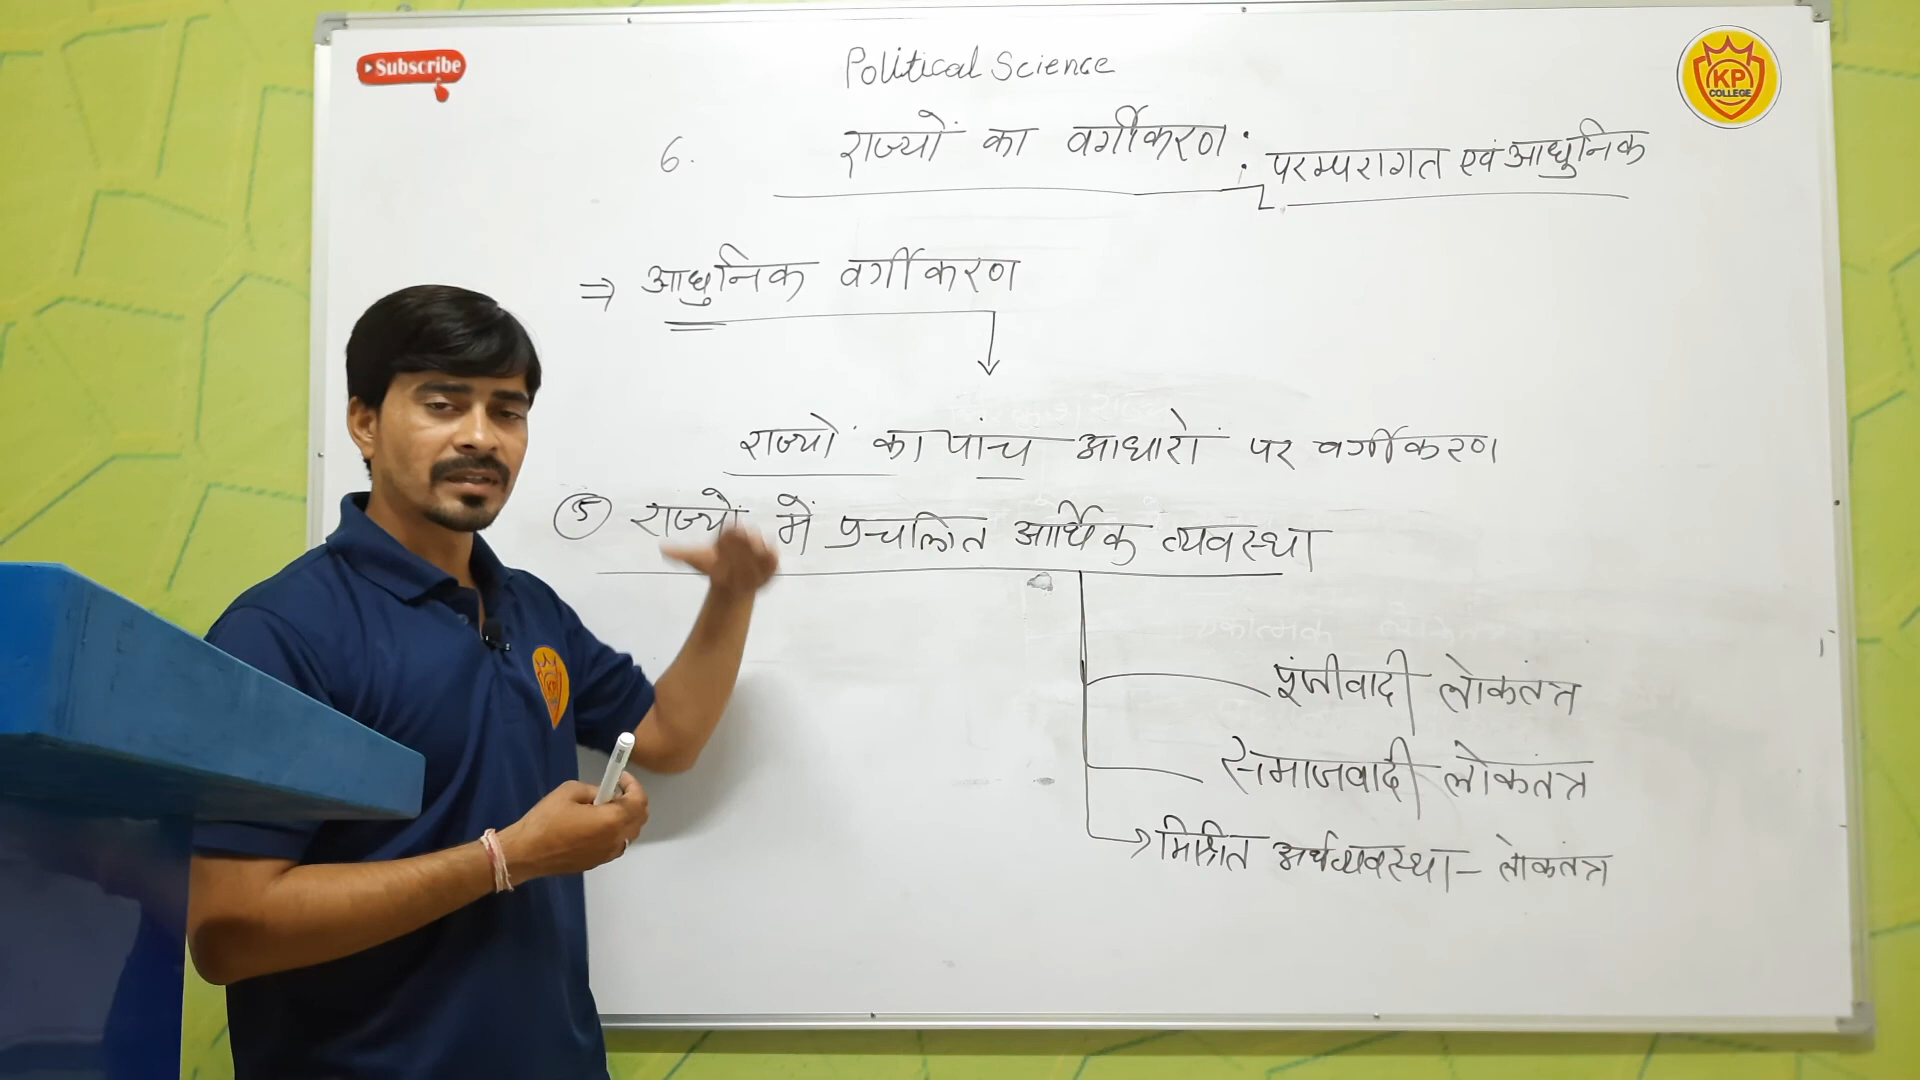 Subscribe
Political Science
KP
COLLEGE
6. राज्यों का वर्गीकरण : परम्परागत एवं आधुनिक
⇒ आधुनिक वर्गीकरण
राज्यों का पांच आधारों पर वर्गीकरण
⑤ राज्यों में प्रचलित आर्थिक व्यवस्था
पूंजीवादी लोकतंत्र
समाजवादी लोकतंत्र
मिश्रित अर्थव्यवस्था - लोकतंत्र
KP